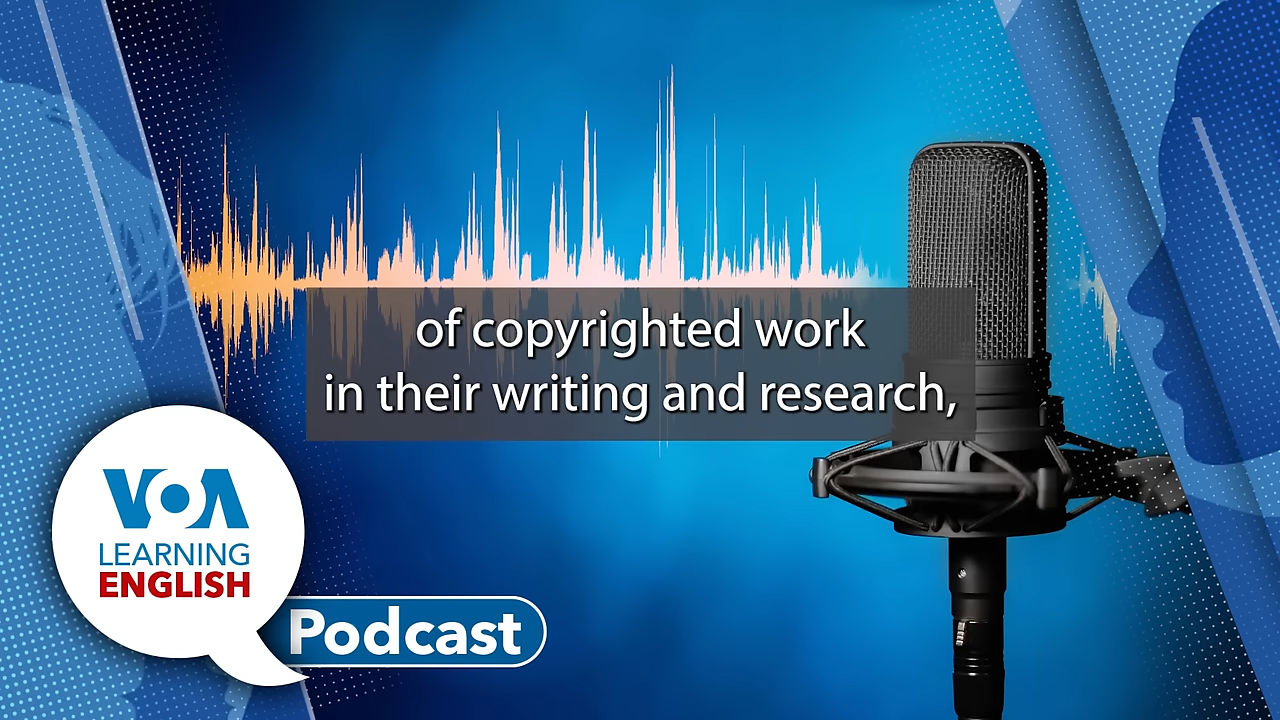 of copyrighted work
in their writing and research,
VOA
LEARNING
ENGLISH
Podcast